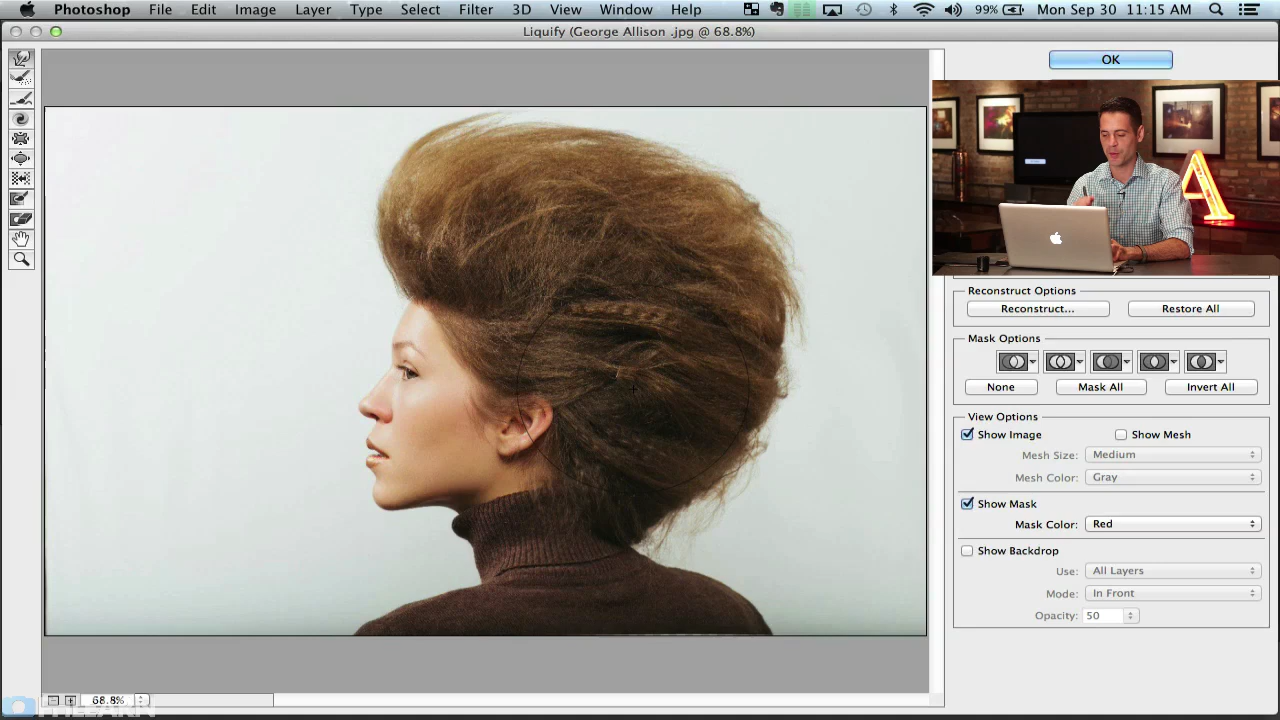 Photoshop File Edit Image Layer Type Select Filter 3D View Window Help 99% Mon Sep 30 11:15 AM
Liquify (George Allison .jpg @ 68.8%)
OK
A
Reconstruct Options
Reconstruct... Restore All
Mask Options
None Mask All Invert All
View Options
Show Image Show Mesh
Mesh Size: Medium
Mesh Color: Gray
Show Mask
Mask Color: Red
Show Backdrop
Use: All Layers
Mode: In Front
Opacity: 50
68.8%